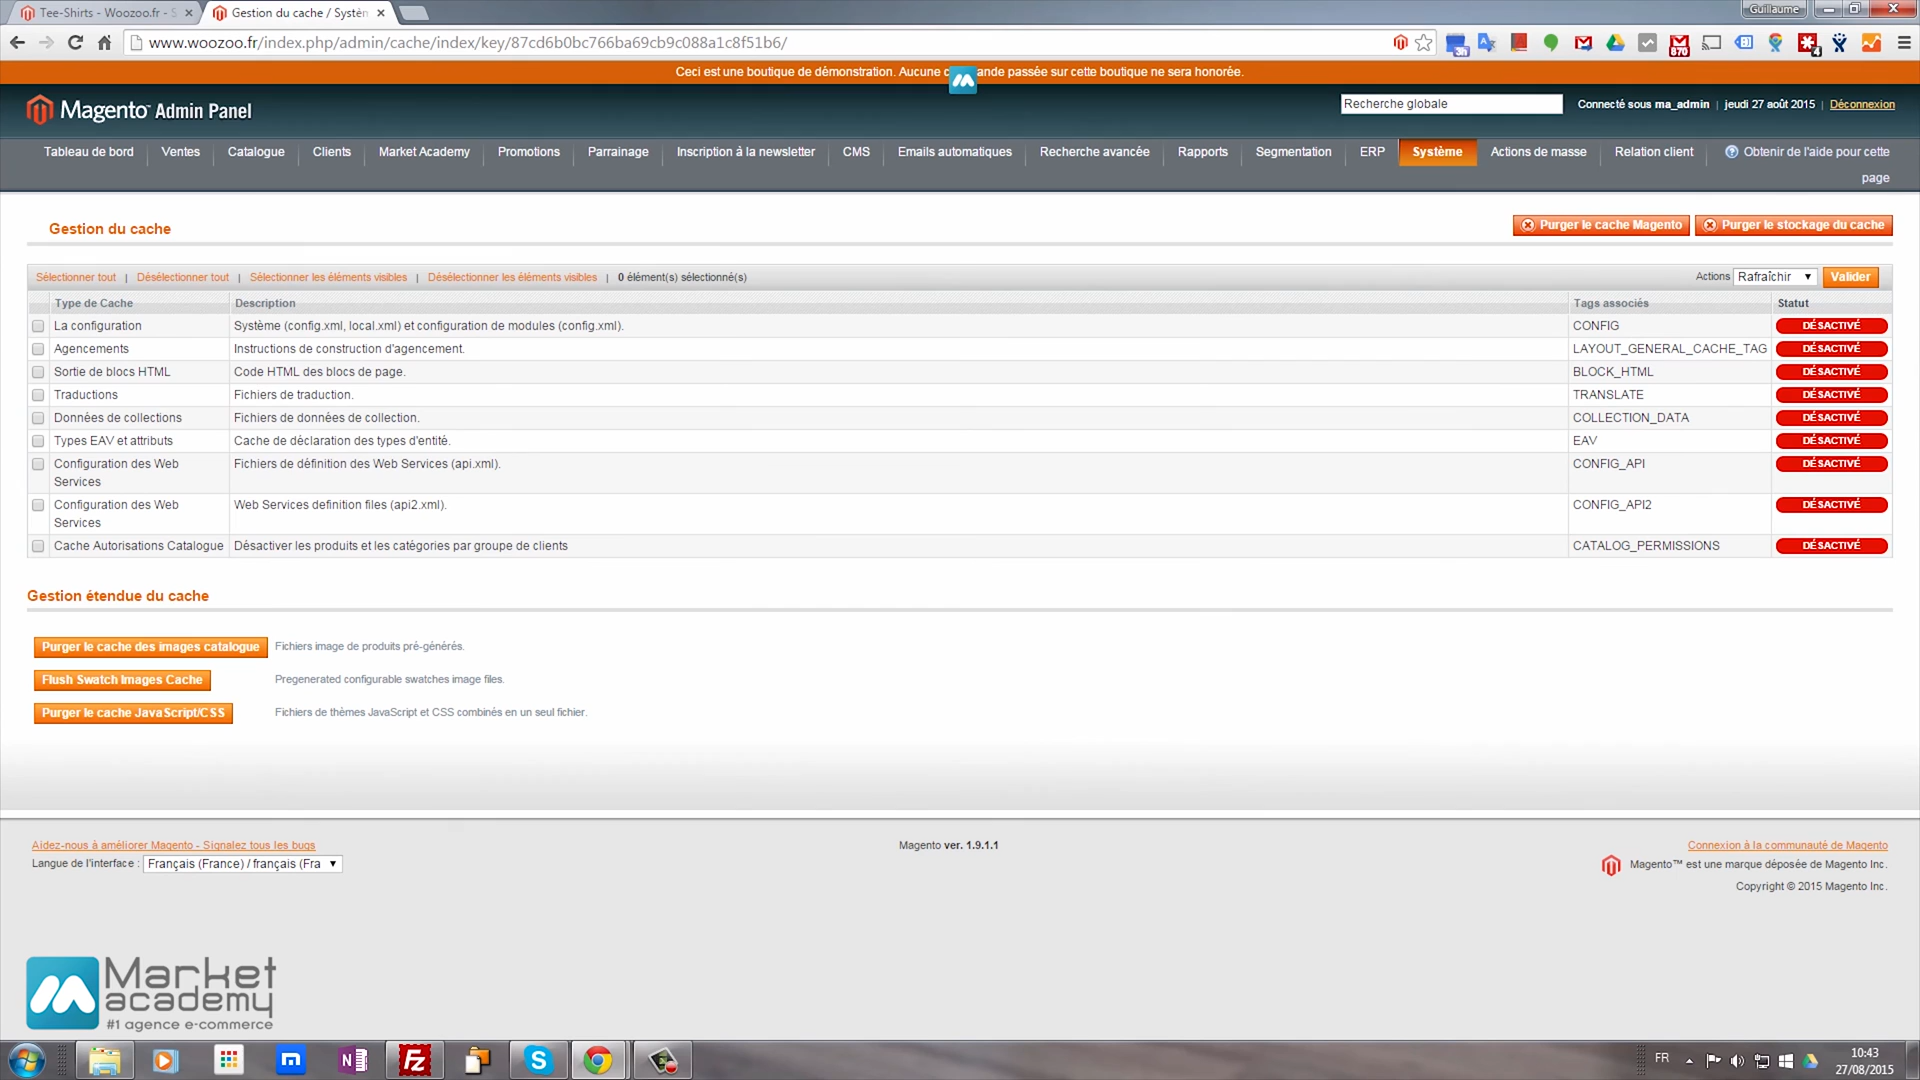 Tee-Shirts - Woozoo.fr - S
Gestion du cache / Systèm
Guillaume
www.woozoo.fr/index.php/admin/cache/index/key/87cd6b0bc766ba69cb9c088a1c8f51b6/
3h
870
4
Ceci est une boutique de démonstration. Aucune c ande passée sur cette boutique ne sera honorée.
Magento™ Admin Panel
Recherche globale
Connecté sous ma_admin | jeudi 27 août 2015 | Déconnexion
Tableau de bord
Ventes
Catalogue
Clients
Market Academy
Promotions
Parrainage
Inscription à la newsletter
CMS
Emails automatiques
Recherche avancée
Rapports
Segmentation
ERP
Système
Actions de masse
Relation client
Obtenir de l'aide pour cette
page
Gestion du cache
Purger le cache Magento
Purger le stockage du cache
Sélectionner tout | Désélectionner tout | Sélectionner les éléments visibles | Désélectionner les éléments visibles | 0 élément(s) sélectionné(s)
Actions Rafraîchir Valider
Type de Cache Description Tags associés Statut
La configuration Système (config.xml, local.xml) et configuration de modules (config.xml). CONFIG DÉSACTIVÉ
Agencements Instructions de construction d'agencement. LAYOUT_GENERAL_CACHE_TAG DÉSACTIVÉ
Sortie de blocs HTML Code HTML des blocs de page. BLOCK_HTML DÉSACTIVÉ
Traductions Fichiers de traduction. TRANSLATE DÉSACTIVÉ
Données de collections Fichiers de données de collection. COLLECTION_DATA DÉSACTIVÉ
Types EAV et attributs Cache de déclaration des types d'entité. EAV DÉSACTIVÉ
Configuration des Web Fichiers de définition des Web Services (api.xml). CONFIG_API DÉSACTIVÉ
Services
Configuration des Web Web Services definition files (api2.xml). CONFIG_API2 DÉSACTIVÉ
Services
Cache Autorisations Catalogue Désactiver les produits et les catégories par groupe de clients CATALOG_PERMISSIONS DÉSACTIVÉ
Gestion étendue du cache
Purger le cache des images catalogue Fichiers image de produits pré-générés.
Flush Swatch Images Cache Pregenerated configurable swatches image files.
Purger le cache JavaScript/CSS Fichiers de thèmes JavaScript et CSS combinés en un seul fichier.
Aidez-nous à améliorer Magento - Signalez tous les bugs
Magento ver. 1.9.1.1
Connexion à la communauté de Magento
Langue de l'interface : Français (France) / français (Fra
Magento™ est une marque déposée de Magento Inc.
Copyright © 2015 Magento Inc.
Market
academy
#1 agence e-commerce
FR
10:43
27/08/2015